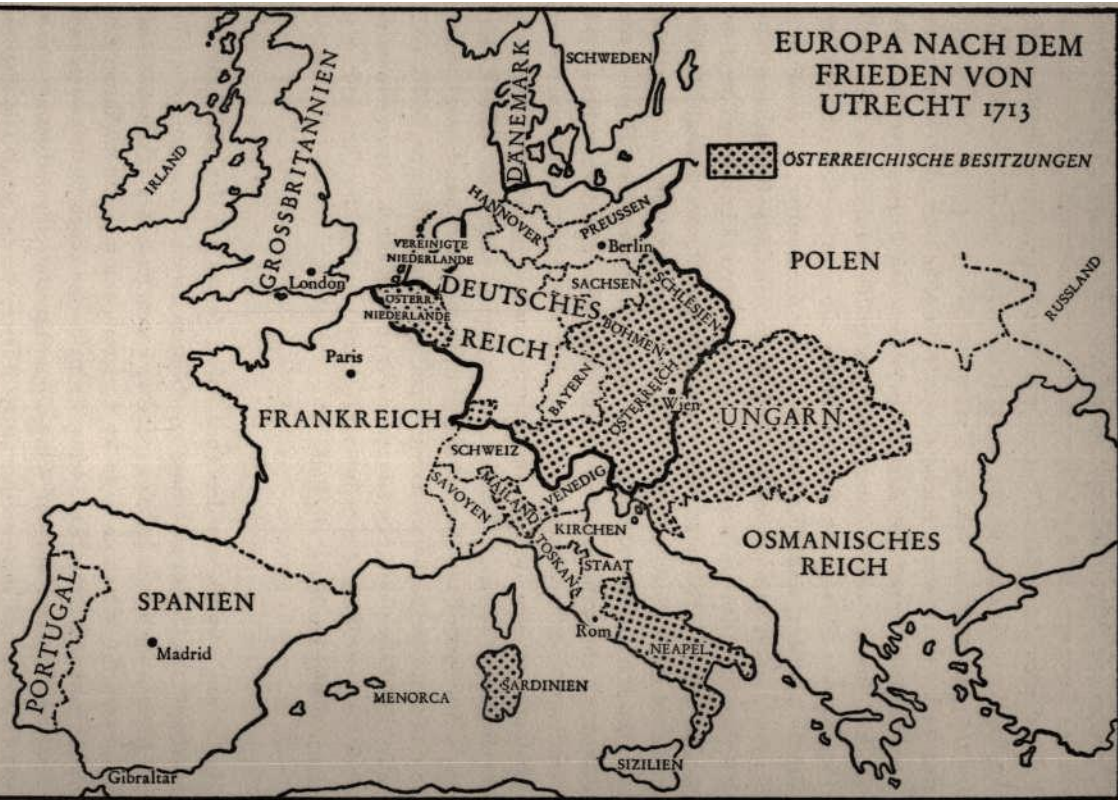 EUROPA NACH DEM
FRIEDEN VON
UTRECHT 1713
ÖSTERREICHISCHE BESITZUNGEN
SCHWEDEN
DÄNEMARK
IRLAND
GROSSBRITANNIEN
London
HANNOVER
PREUSSEN
Berlin
VEREINIGTE
NIEDERLANDE
POLEN
RUSSLAND
DEUTSCHES
REICH
SACHSEN
SCHLESIEN
ÖSTERR.
NIEDERLANDE
BÖHMEN
Paris
BAYERN
ÖSTERREICH
Wien
UNGARN
FRANKREICH
SCHWEIZ
SAVOYEN
MAILAND
VENEDIG
KIRCHEN
STAAT
TOSKANA
OSMANISCHES
REICH
PORTUGAL
SPANIEN
Madrid
Rom
NEAPEL
MENORCA
SARDINIEN
SIZILIEN
Gibraltar